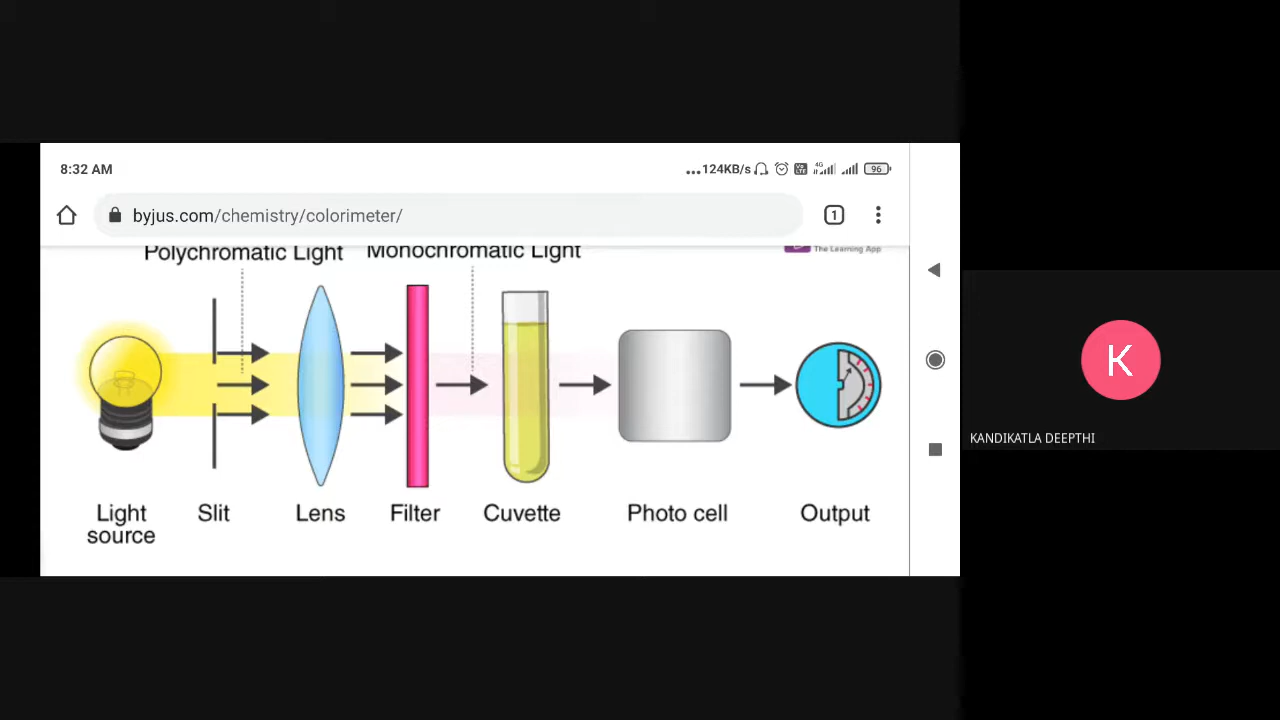 8:32 AM
...124KB/s 4G 96
byjus.com/chemistry/colorimeter/
1
Polychromatic Light Monochromatic Light
The Learning App
K
KANDIKATLA DEEPTHI
Light source
Slit
Lens
Filter
Cuvette
Photo cell
Output